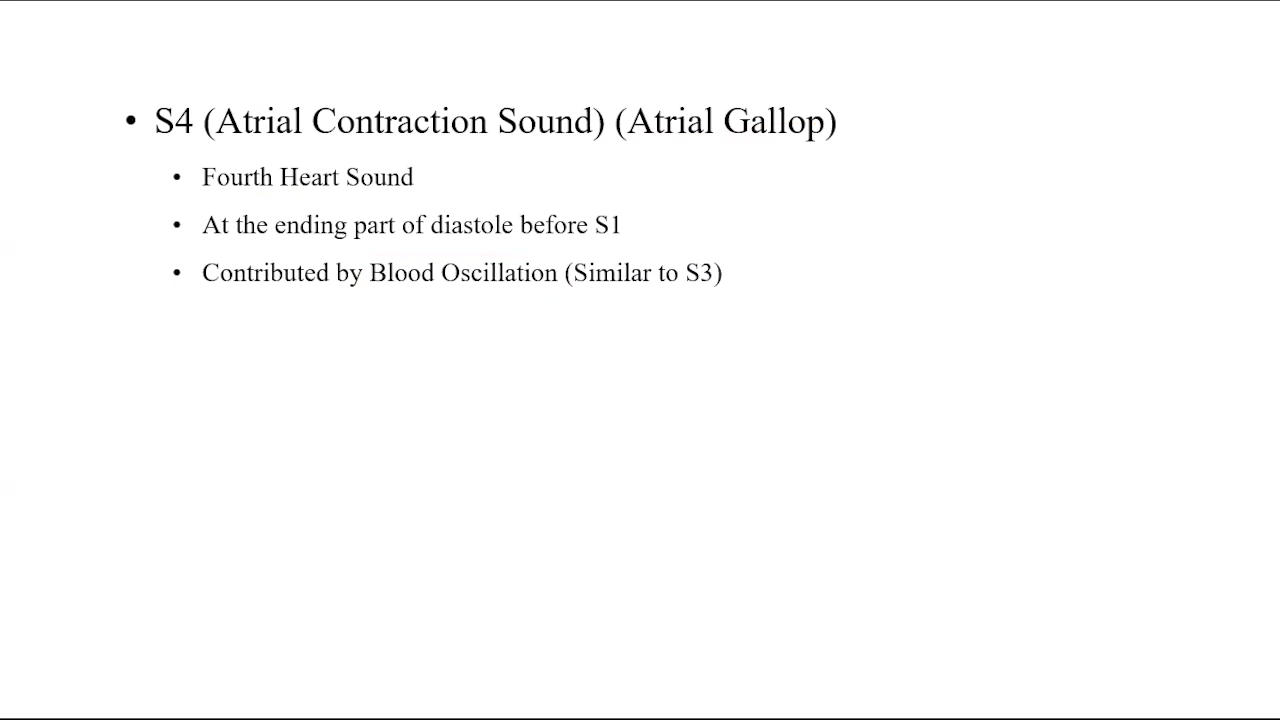 • S4 (Atrial Contraction Sound) (Atrial Gallop)
• Fourth Heart Sound
• At the ending part of diastole before S1
• Contributed by Blood Oscillation (Similar to S3)